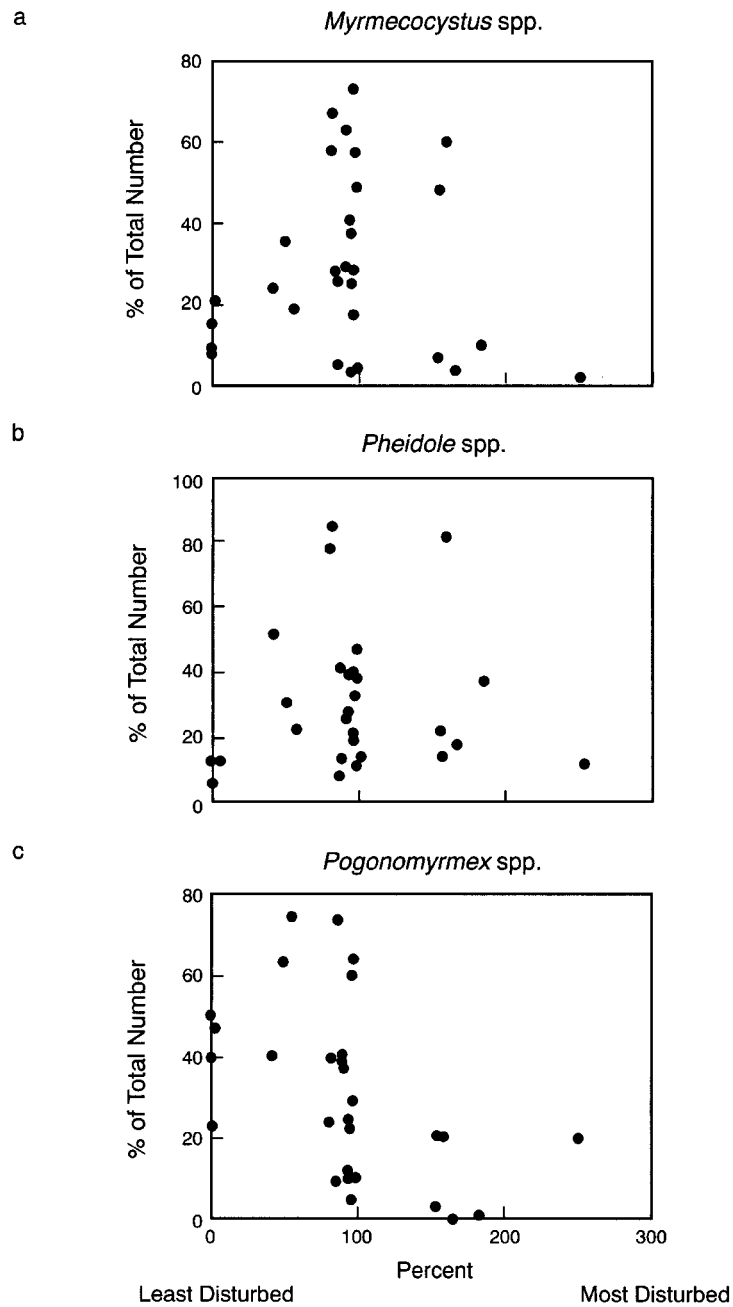 a
Myrmecocystus spp.
80
60
40
20
0
% of Total Number
b
Pheidole spp.
100
80
60
40
20
0
% of Total Number
c
Pogonomyrmex spp.
80
60
40
20
0
% of Total Number
0 100 200 300
Percent
Least Disturbed Most Disturbed